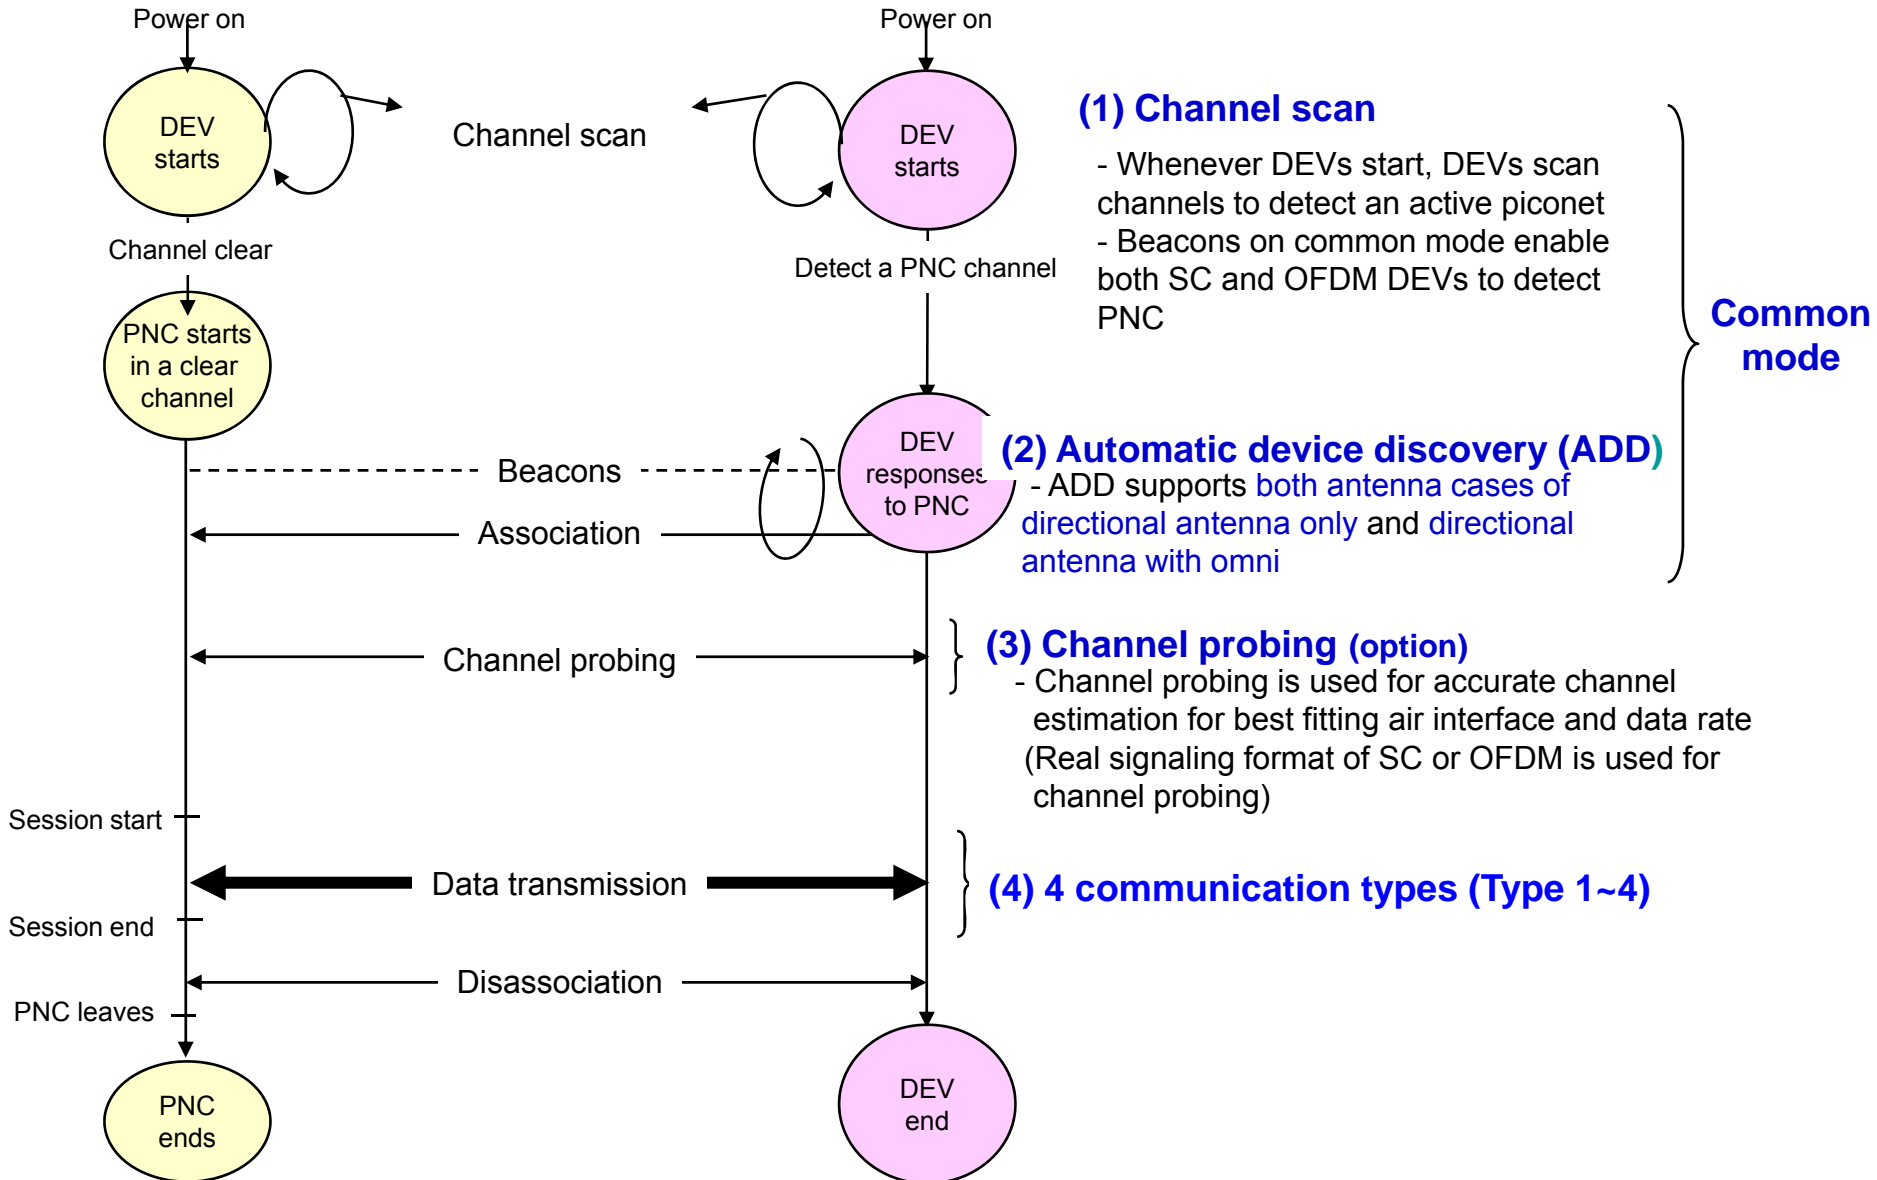 Power on
Power on
DEV
starts
Channel scan
DEV
starts
(1) Channel scan
- Whenever DEVs start, DEVs scan
channels to detect an active piconet
- Beacons on common mode enable
both SC and OFDM DEVs to detect
PNC
Channel clear
Detect a PNC channel
Common
mode
PNC starts
in a clear
channel
DEV
responses
to PNC
Beacons
Association
(2) Automatic device discovery (ADD)
- ADD supports both antenna cases of
directional antenna only and directional
antenna with omni
Channel probing
(3) Channel probing (option)
- Channel probing is used for accurate channel
estimation for best fitting air interface and data rate
(Real signaling format of SC or OFDM is used for
channel probing)
Session start
Data transmission
(4) 4 communication types (Type 1~4)
Session end
Disassociation
PNC leaves
PNC
ends
DEV
end